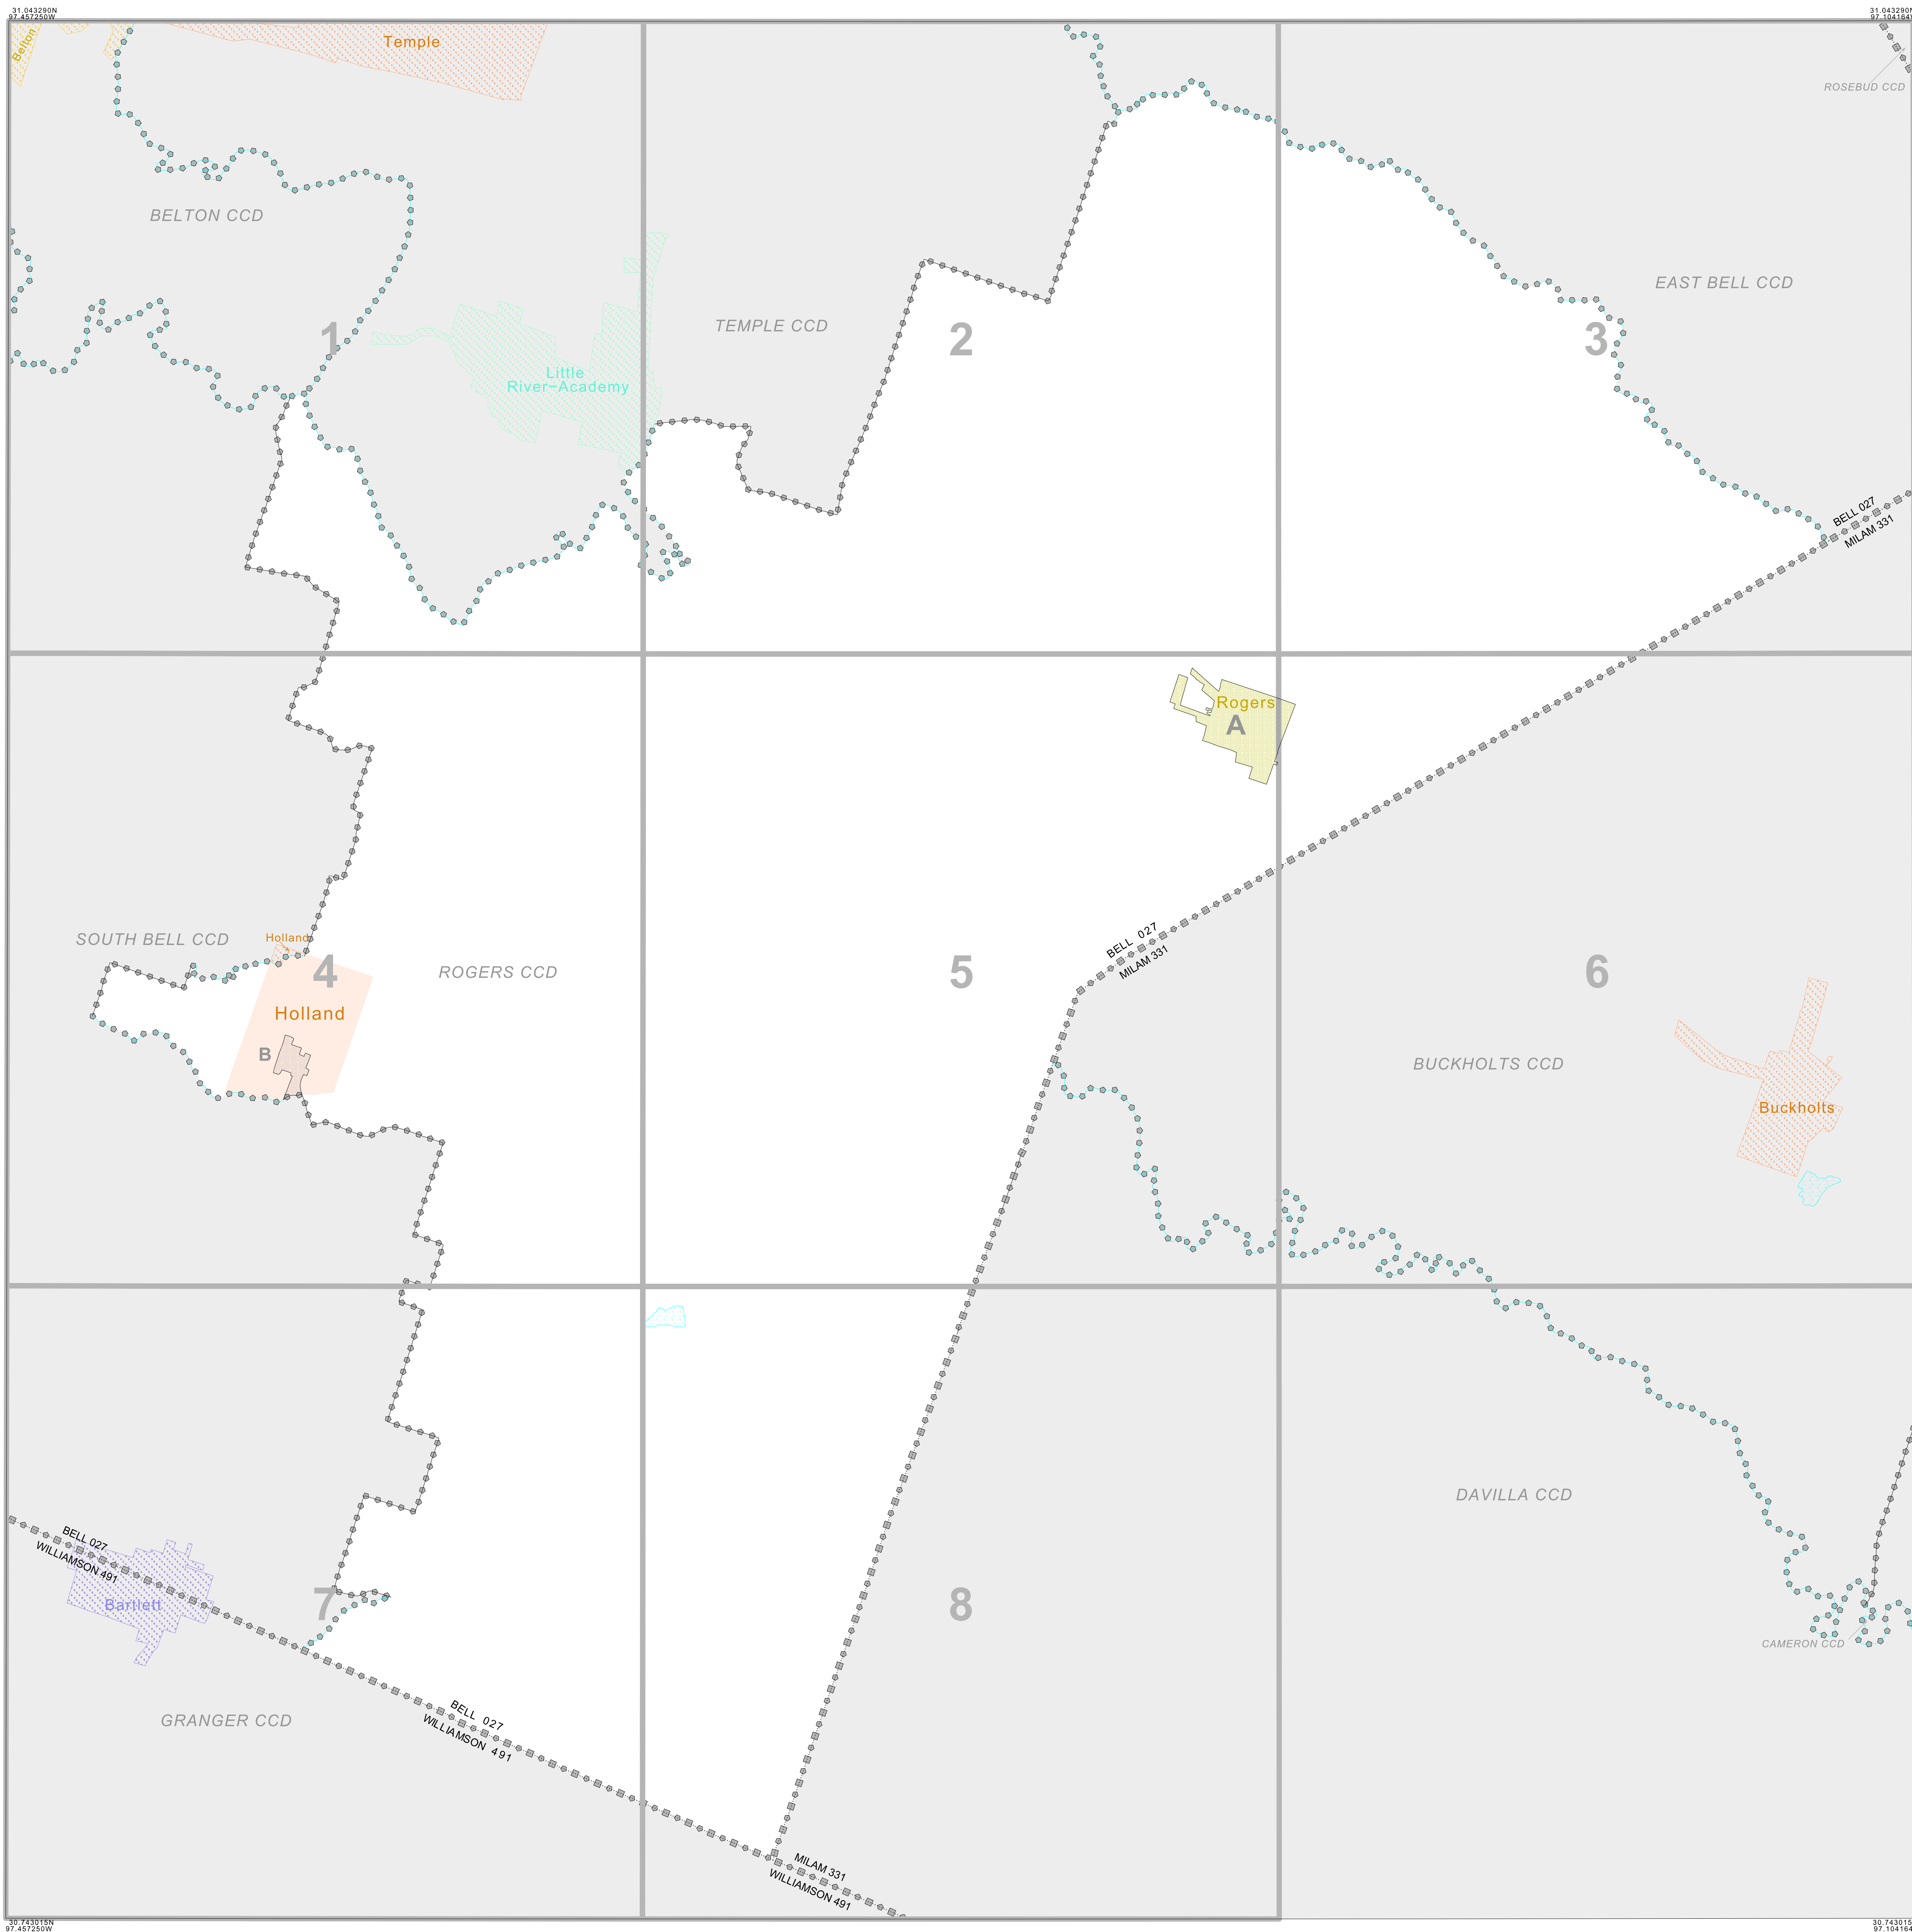 31.043290N
97.457250W
31.043290N
97.104164
Belton
Temple
ROSEBUD CCD
BELTON CCD
EAST BELL CCD
TEMPLE CCD
1
2
3
Little
River-Academy
BELL 027
MILAM 331
Rogers
A
BELL 027
MILAM 331
SOUTH BELL CCD
Holland
4
ROGERS CCD
5
6
Holland
B
BUCKHOLTS CCD
Buckholts
DAVILLA CCD
BELL 027
WILLIAMSON 491
Bartlett
7
8
CAMERON CCD
GRANGER CCD
BELL 027
WILLIAMSON 491
MILAM 331
WILLIAMSON 491
30.743015N
97.457250W
30.743015
97.104164